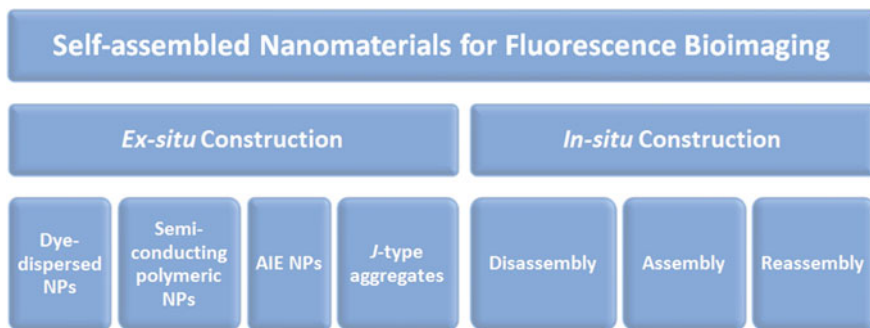 Self-assembled Nanomaterials for Fluorescence Bioimaging
Ex-situ Construction
In-situ Construction
Dye-
dispersed
NPs
Semi-
conducting
polymeric
NPs
AIE NPs
J-type
aggregates
Disassembly
Assembly
Reassembly